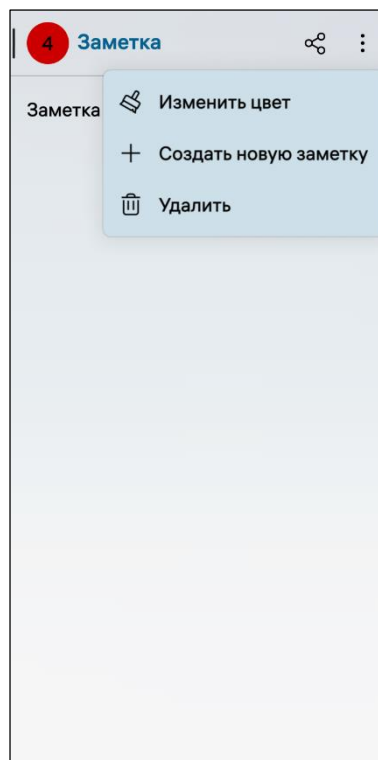 4 Заметка
Заметка
Изменить цвет
Создать новую заметку
Удалить